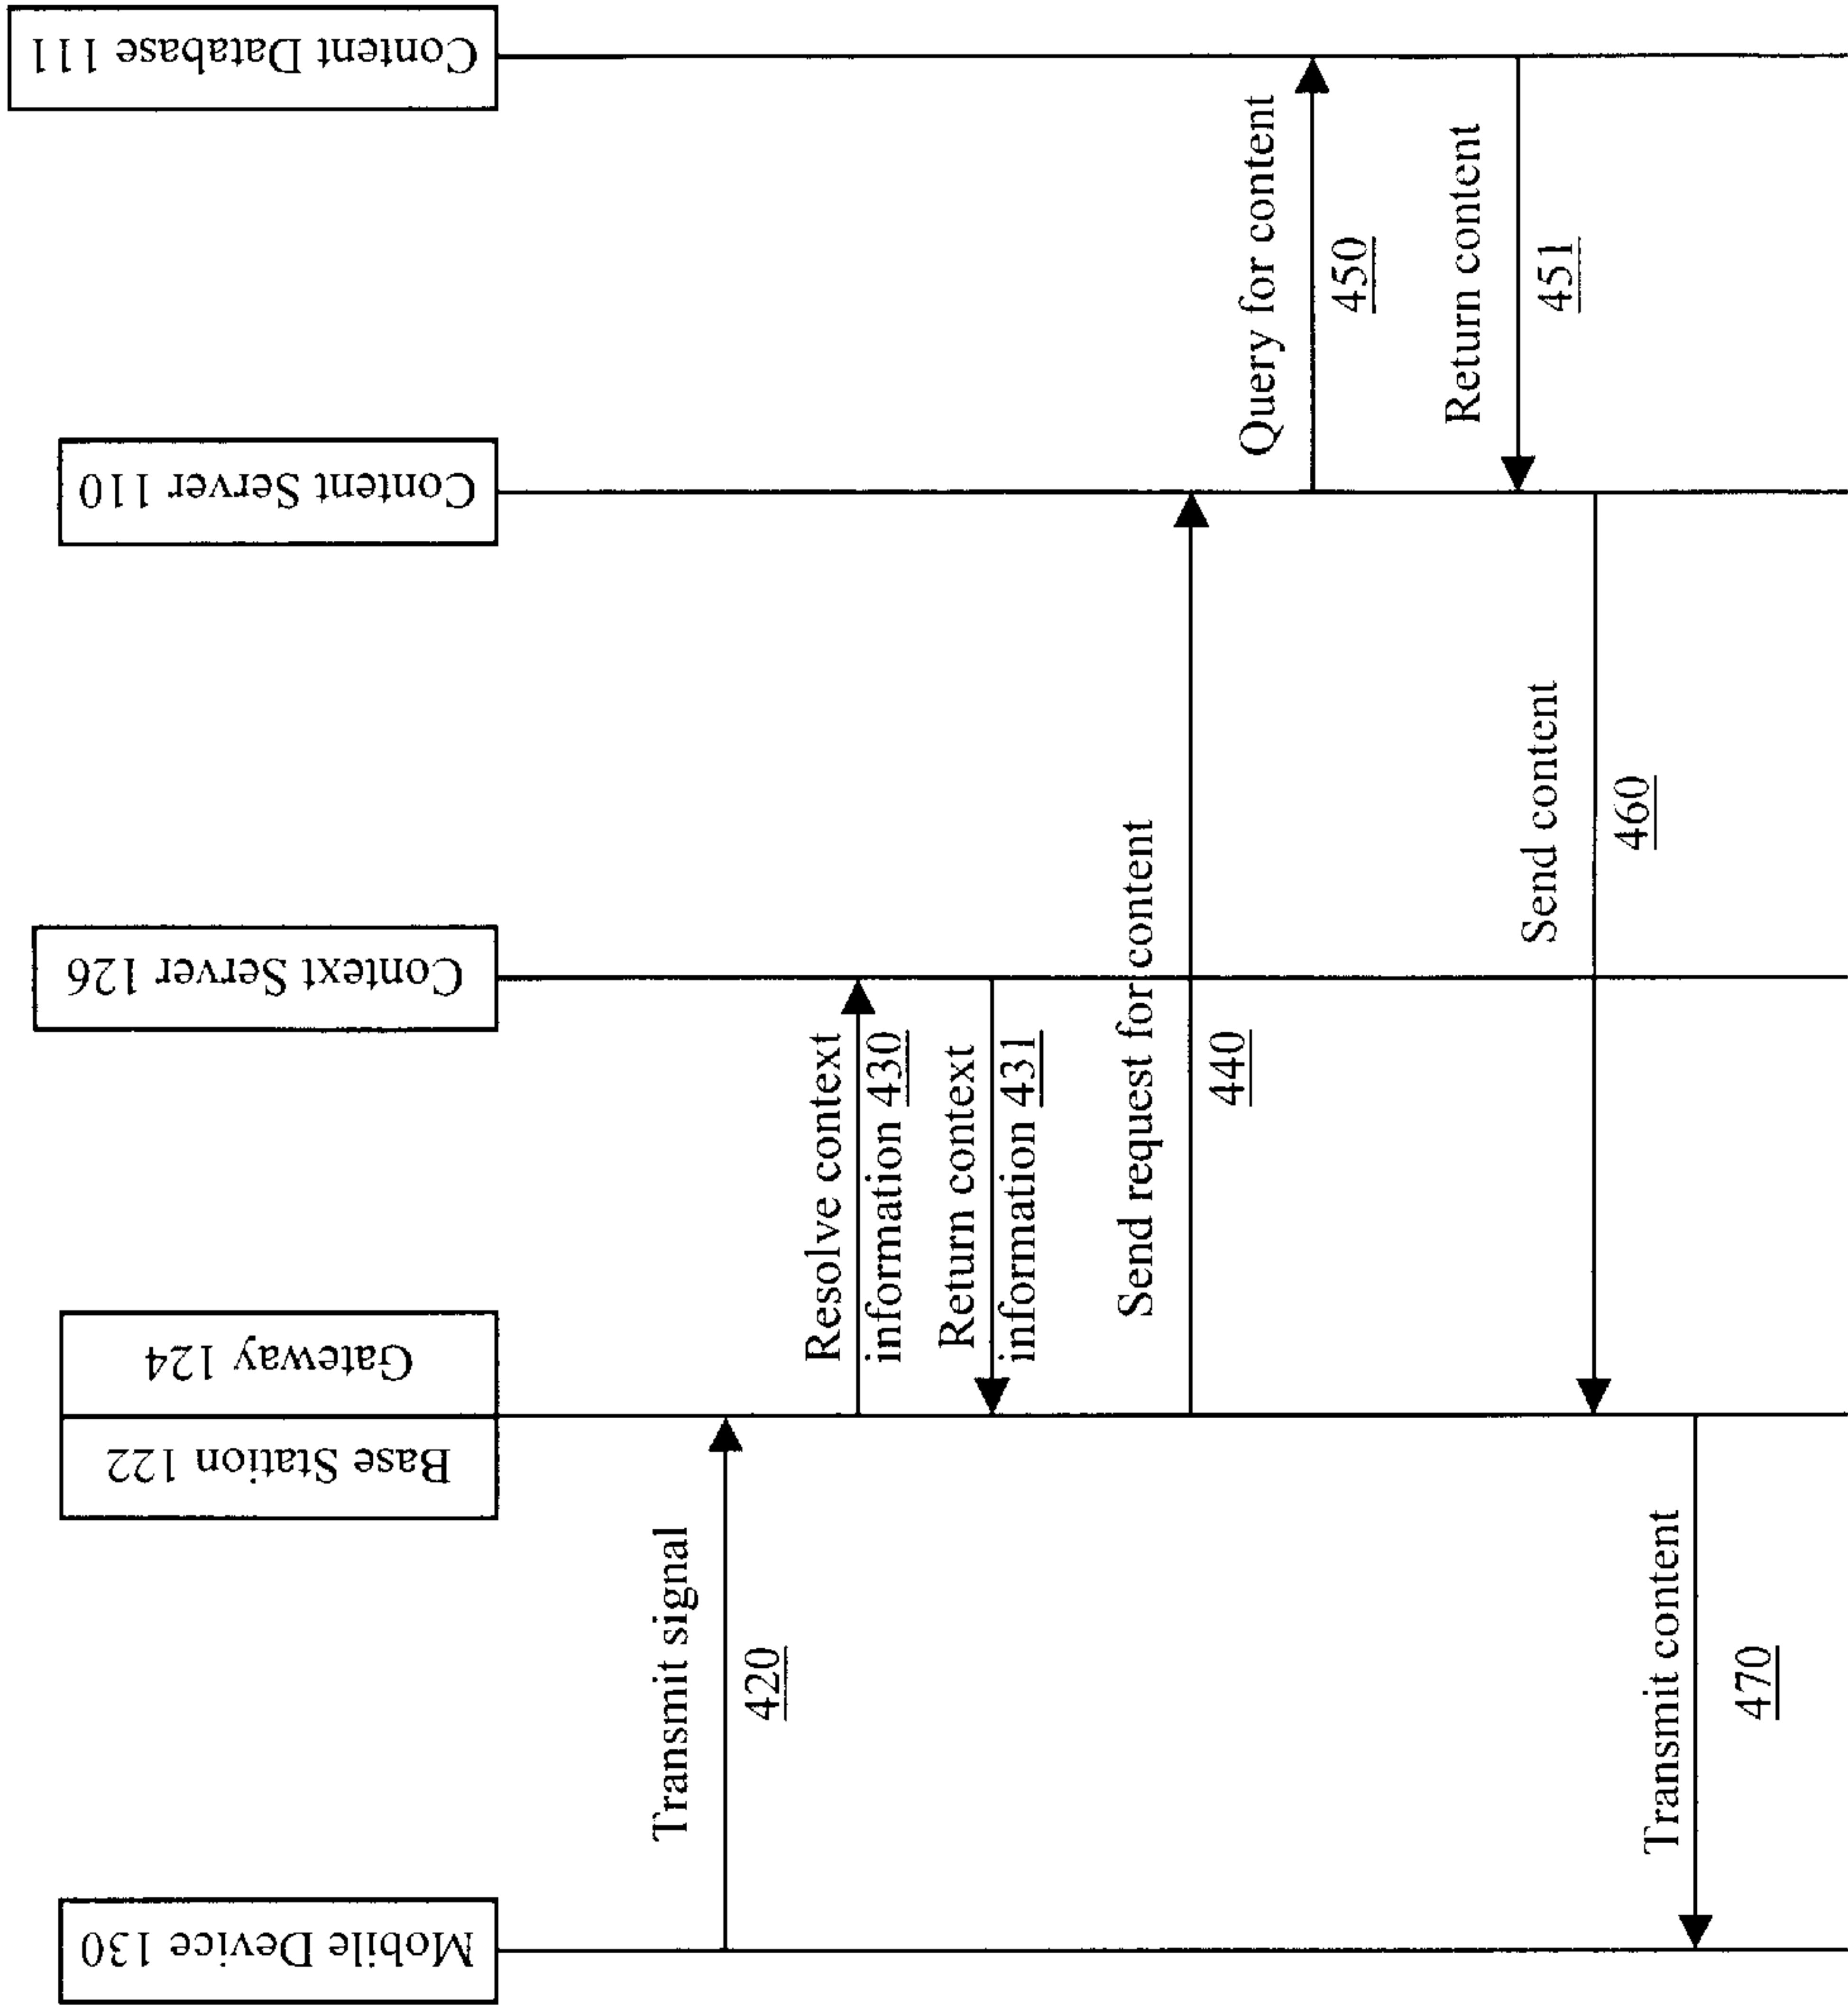 Mobile Device 130
Base Station 122
Gateway 124
Context Server 126
Content Server 110
Content Database 111
Transmit signal
420
Resolve context
information 430
Return context
information 431
Send request for content
440
Query for content
450
Return content
451
Send content
460
Transmit content
470